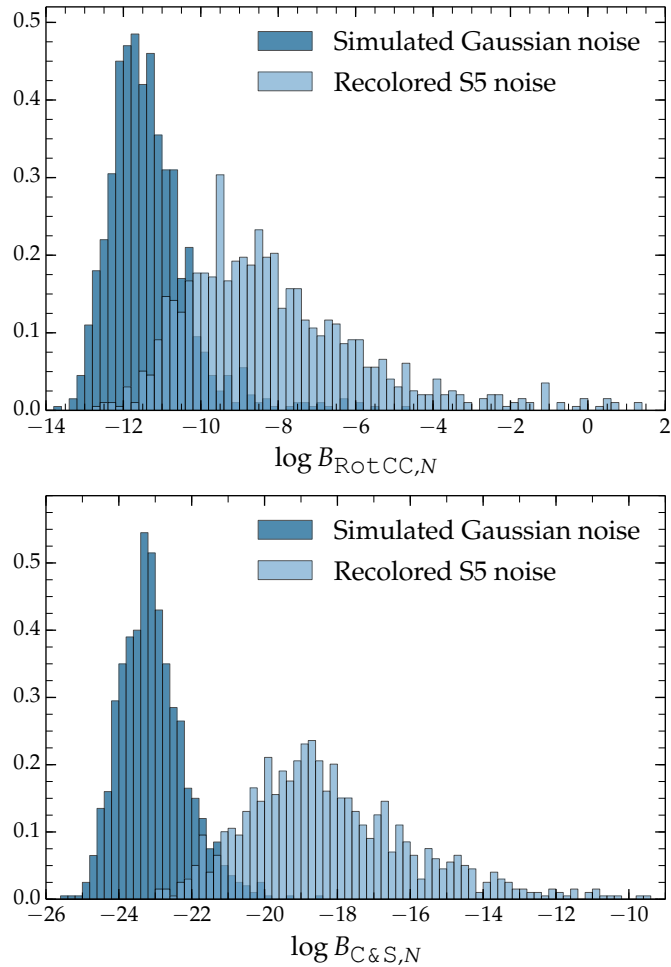 0.5
0.4
0.3
0.2
0.1
0.0
Simulated Gaussian noise
Recolored S5 noise
−14 −12 −10 −8 −6 −4 −2 0 2
log B_RotCC,N
0.5
0.4
0.3
0.2
0.1
0.0
Simulated Gaussian noise
Recolored S5 noise
−26 −24 −22 −20 −18 −16 −14 −12 −10
log B_C&S,N